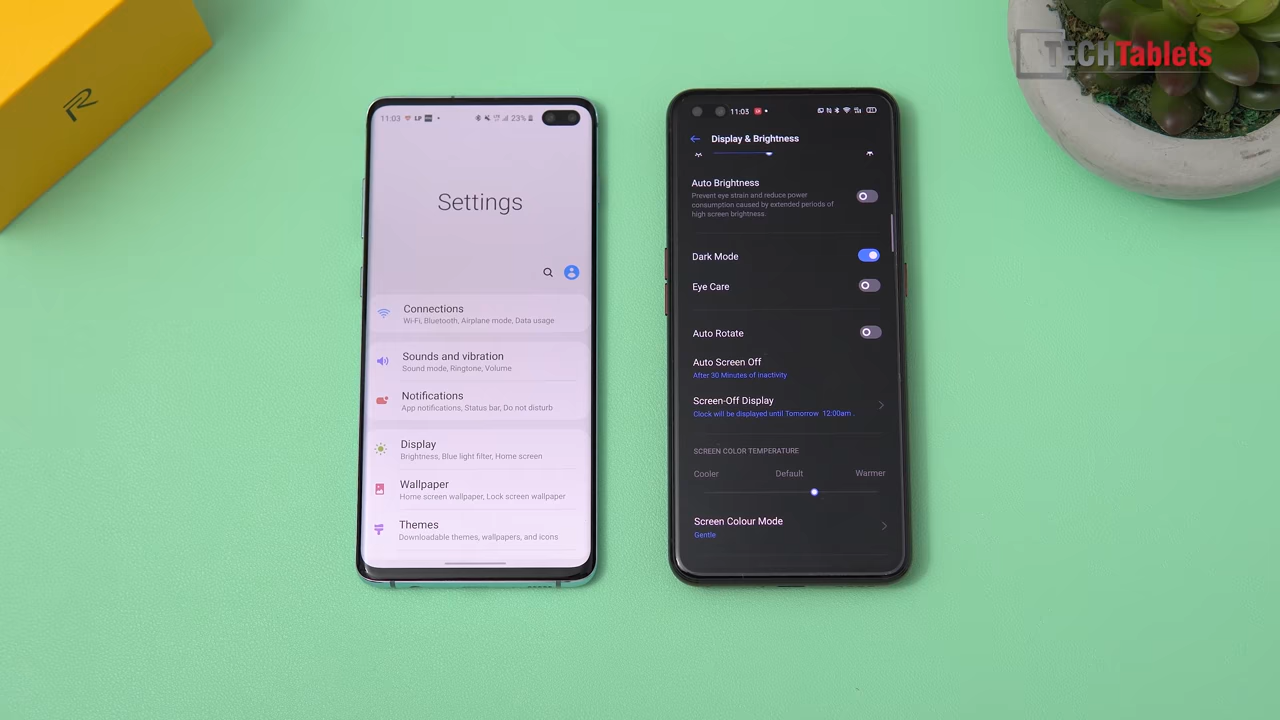 TECHTablets
11:03
23%
Settings
Connections
Wi-Fi, Bluetooth, Airplane mode, Data usage
Sounds and vibration
Sound mode, Ringtone, Volume
Notifications
App notifications, Status bar, Do not disturb
Display
Brightness, Blue light filter, Home screen
Wallpaper
Home screen wallpaper, Lock screen wallpaper
Themes
Downloadable themes, wallpapers, and icons
11:03
Display & Brightness
Auto Brightness
Prevent eye strain and reduce power
consumption caused by extended periods of
high screen brightness.
Dark Mode
Eye Care
Auto Rotate
Auto Screen Off
After 30 Minutes of Inactivity
Screen-Off Display
Clock will be displayed until Tomorrow 12:00am .
SCREEN COLOR TEMPERATURE
Cooler Default Warmer
Screen Colour Mode
Gentle